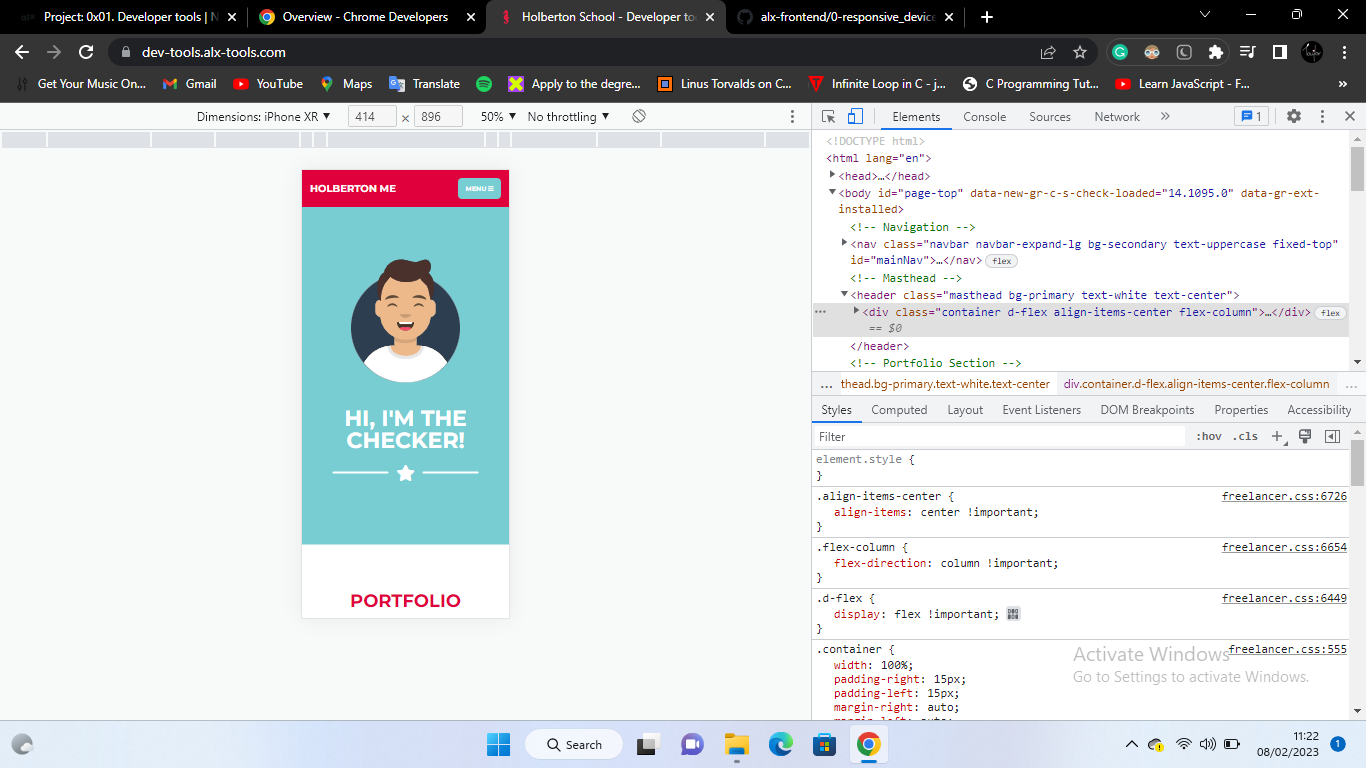 Project: 0x01. Developer tools | N
Overview - Chrome Developers
Holberton School - Developer to
alx-frontend/0-responsive_device
dev-tools.alx-tools.com
Get Your Music On...
Gmail
YouTube
Maps
Translate
Apply to the degre...
Linus Torvalds on C...
Infinite Loop in C - j...
C Programming Tut...
Learn JavaScript - F...
»
Dimensions: iPhone XR ▼
414 × 896
50% ▼
No throttling ▼
HOLBERTON ME
MENU
HI, I'M THE
CHECKER!
PORTFOLIO
Elements
Console
Sources
Network
»
1
<!DOCTYPE html>
<html lang="en">
<head>…</head>
<body id="page-top" data-new-gr-c-s-check-loaded="14.1095.0" data-gr-ext-
installed>
<!-- Navigation -->
<nav class="navbar navbar-expand-lg bg-secondary text-uppercase fixed-top"
id="mainNav">…</nav> flex
<!-- Masthead -->
<header class="masthead bg-primary text-white text-center">
<div class="container d-flex align-items-center flex-column">…</div> flex
== $0
</header>
<!-- Portfolio Section -->
... thead.bg-primary.text-white.text-center div.container.d-flex.align-items-center.flex-column ...
Styles
Computed
Layout
Event Listeners
DOM Breakpoints
Properties
Accessibility
Filter
:hov .cls +
element.style {
}
.align-items-center { freelancer.css:6726
align-items: center !important;
}
.flex-column { freelancer.css:6654
flex-direction: column !important;
}
.d-flex { freelancer.css:6449
display: flex !important;
}
.container { freelancer.css:555
width: 100%;
padding-right: 15px;
padding-left: 15px;
margin-right: auto;
margin-left: auto;
Activate Windows
Go to Settings to activate Windows.
Search
11:22
08/02/2023
1